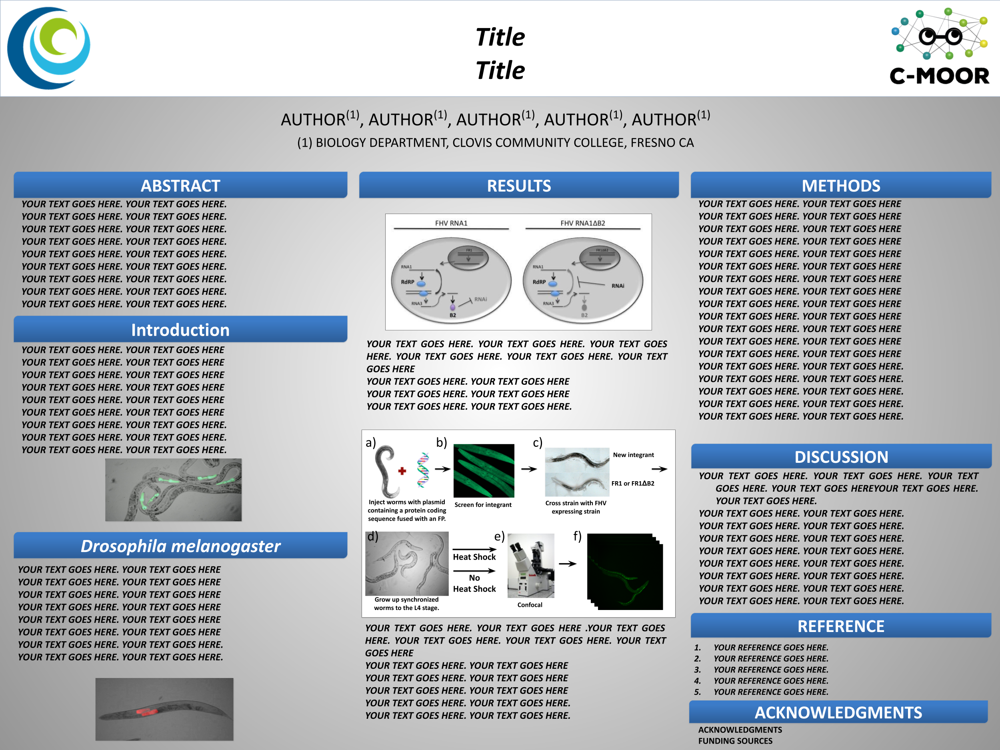 Title
Title
C-MOOR
AUTHOR(1), AUTHOR(1), AUTHOR(1), AUTHOR(1), AUTHOR(1)
(1) BIOLOGY DEPARTMENT, CLOVIS COMMUNITY COLLEGE, FRESNO CA
ABSTRACT
YOUR TEXT GOES HERE. YOUR TEXT GOES HERE.
YOUR TEXT GOES HERE. YOUR TEXT GOES HERE.
YOUR TEXT GOES HERE. YOUR TEXT GOES HERE.
YOUR TEXT GOES HERE. YOUR TEXT GOES HERE.
YOUR TEXT GOES HERE. YOUR TEXT GOES HERE.
YOUR TEXT GOES HERE. YOUR TEXT GOES HERE.
YOUR TEXT GOES HERE. YOUR TEXT GOES HERE.
YOUR TEXT GOES HERE. YOUR TEXT GOES HERE.
YOUR TEXT GOES HERE. YOUR TEXT GOES HERE.
Introduction
YOUR TEXT GOES HERE. YOUR TEXT GOES HERE
YOUR TEXT GOES HERE. YOUR TEXT GOES HERE
YOUR TEXT GOES HERE. YOUR TEXT GOES HERE
YOUR TEXT GOES HERE. YOUR TEXT GOES HERE
YOUR TEXT GOES HERE. YOUR TEXT GOES HERE
YOUR TEXT GOES HERE. YOUR TEXT GOES HERE
YOUR TEXT GOES HERE. YOUR TEXT GOES HERE.
YOUR TEXT GOES HERE. YOUR TEXT GOES HERE.
YOUR TEXT GOES HERE. YOUR TEXT GOES HERE.
Drosophila melanogaster
YOUR TEXT GOES HERE. YOUR TEXT GOES HERE
YOUR TEXT GOES HERE. YOUR TEXT GOES HERE
YOUR TEXT GOES HERE. YOUR TEXT GOES HERE
YOUR TEXT GOES HERE. YOUR TEXT GOES HERE
YOUR TEXT GOES HERE. YOUR TEXT GOES HERE
YOUR TEXT GOES HERE. YOUR TEXT GOES HERE
YOUR TEXT GOES HERE. YOUR TEXT GOES HERE.
YOUR TEXT GOES HERE. YOUR TEXT GOES HERE.
RESULTS
FHV RNA1
FR1
RNA1
RdRP
RNA3
B2
RNAi
FHV RNA1ΔB2
FR1ΔB2
RNA1
RdRP
RNAi
RNA3
B2
YOUR TEXT GOES HERE. YOUR TEXT GOES HERE. YOUR TEXT GOES
HERE. YOUR TEXT GOES HERE. YOUR TEXT GOES HERE. YOUR TEXT
GOES HERE
YOUR TEXT GOES HERE. YOUR TEXT GOES HERE
YOUR TEXT GOES HERE. YOUR TEXT GOES HERE
YOUR TEXT GOES HERE. YOUR TEXT GOES HERE.
a)
Inject worms with plasmid
containing a protein coding
sequence fused with an FP.
b)
Screen for integrant
c)
New integrant
FR1 or FR1ΔB2
Cross strain with FHV
expressing strain
d)
Grow up synchronized
worms to the L4 stage.
Heat Shock
No
Heat Shock
e)
Confocal
f)
YOUR TEXT GOES HERE. YOUR TEXT GOES HERE .YOUR TEXT GOES
HERE. YOUR TEXT GOES HERE. YOUR TEXT GOES HERE. YOUR TEXT
GOES HERE
YOUR TEXT GOES HERE. YOUR TEXT GOES HERE
YOUR TEXT GOES HERE. YOUR TEXT GOES HERE
YOUR TEXT GOES HERE. YOUR TEXT GOES HERE
YOUR TEXT GOES HERE. YOUR TEXT GOES HERE.
YOUR TEXT GOES HERE. YOUR TEXT GOES HERE.
METHODS
YOUR TEXT GOES HERE. YOUR TEXT GOES HERE
YOUR TEXT GOES HERE. YOUR TEXT GOES HERE
YOUR TEXT GOES HERE. YOUR TEXT GOES HERE
YOUR TEXT GOES HERE. YOUR TEXT GOES HERE
YOUR TEXT GOES HERE. YOUR TEXT GOES HERE
YOUR TEXT GOES HERE. YOUR TEXT GOES HERE
YOUR TEXT GOES HERE. YOUR TEXT GOES HERE
YOUR TEXT GOES HERE. YOUR TEXT GOES HERE
YOUR TEXT GOES HERE. YOUR TEXT GOES HERE
YOUR TEXT GOES HERE. YOUR TEXT GOES HERE
YOUR TEXT GOES HERE. YOUR TEXT GOES HERE
YOUR TEXT GOES HERE. YOUR TEXT GOES HERE
YOUR TEXT GOES HERE. YOUR TEXT GOES HERE
YOUR TEXT GOES HERE. YOUR TEXT GOES HERE.
YOUR TEXT GOES HERE. YOUR TEXT GOES HERE.
YOUR TEXT GOES HERE. YOUR TEXT GOES HERE.
YOUR TEXT GOES HERE. YOUR TEXT GOES HERE.
YOUR TEXT GOES HERE. YOUR TEXT GOES HERE.
DISCUSSION
YOUR TEXT GOES HERE. YOUR TEXT GOES HERE. YOUR TEXT
GOES HERE. YOUR TEXT GOES HEREYOUR TEXT GOES HERE.
YOUR TEXT GOES HERE.
YOUR TEXT GOES HERE. YOUR TEXT GOES HERE.
YOUR TEXT GOES HERE. YOUR TEXT GOES HERE.
YOUR TEXT GOES HERE. YOUR TEXT GOES HERE.
YOUR TEXT GOES HERE. YOUR TEXT GOES HERE.
YOUR TEXT GOES HERE. YOUR TEXT GOES HERE.
YOUR TEXT GOES HERE. YOUR TEXT GOES HERE.
YOUR TEXT GOES HERE. YOUR TEXT GOES HERE.
YOUR TEXT GOES HERE. YOUR TEXT GOES HERE.
REFERENCE
1. YOUR REFERENCE GOES HERE.
2. YOUR REFERENCE GOES HERE.
3. YOUR REFERENCE GOES HERE.
4. YOUR REFERENCE GOES HERE.
5. YOUR REFERENCE GOES HERE.
ACKNOWLEDGMENTS
ACKNOWLEDGMENTS
FUNDING SOURCES